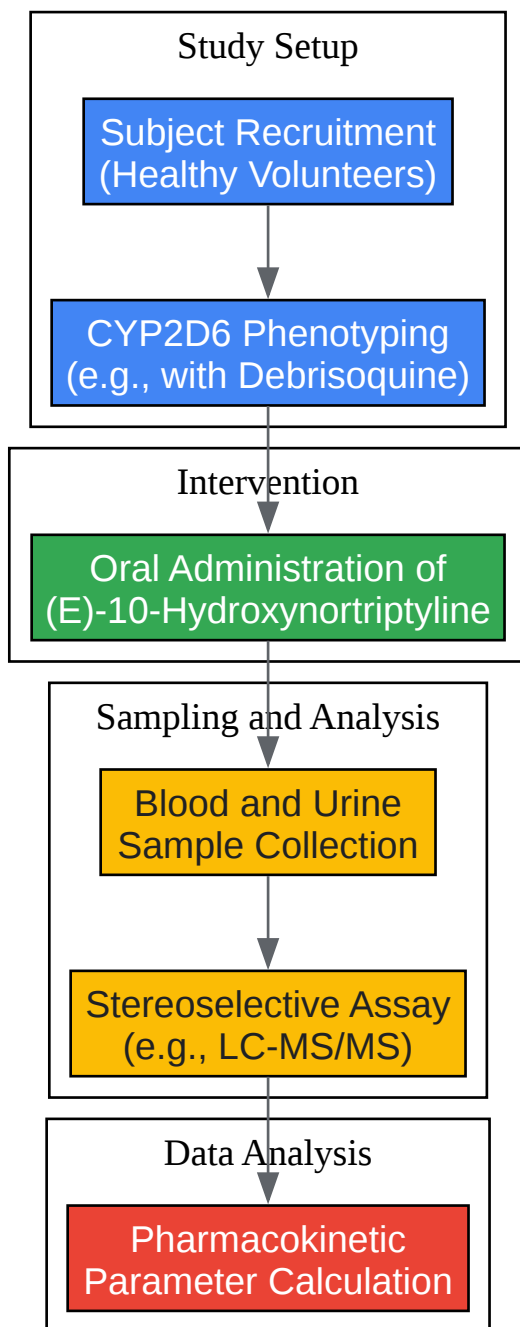 Study Setup
Subject Recruitment
(Healthy Volunteers)
CYP2D6 Phenotyping
(e.g., with Debrisoquine)
Intervention
Oral Administration of
(E)-10-Hydroxynortriptyline
Sampling and Analysis
Blood and Urine
Sample Collection
Stereoselective Assay
(e.g., LC-MS/MS)
Data Analysis
Pharmacokinetic
Parameter Calculation